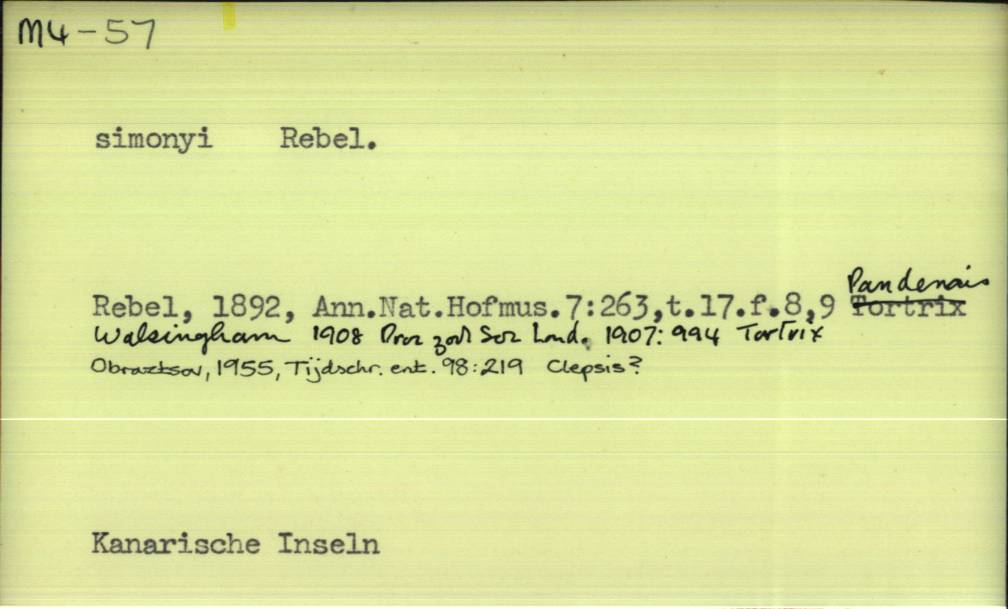 M4-57
simonyi Rebel.
Pandemis
Rebel, 1892, Ann.Nat.Hofmus.7:263,t.17.f.8,9 Tortrix
Walsingham 1908 Proc zool Soc Lond. 1907: 994 Tortrix
Obraztsov, 1955, Tijdschr. ent. 98:219 Clepsis?
Kanarische Inseln